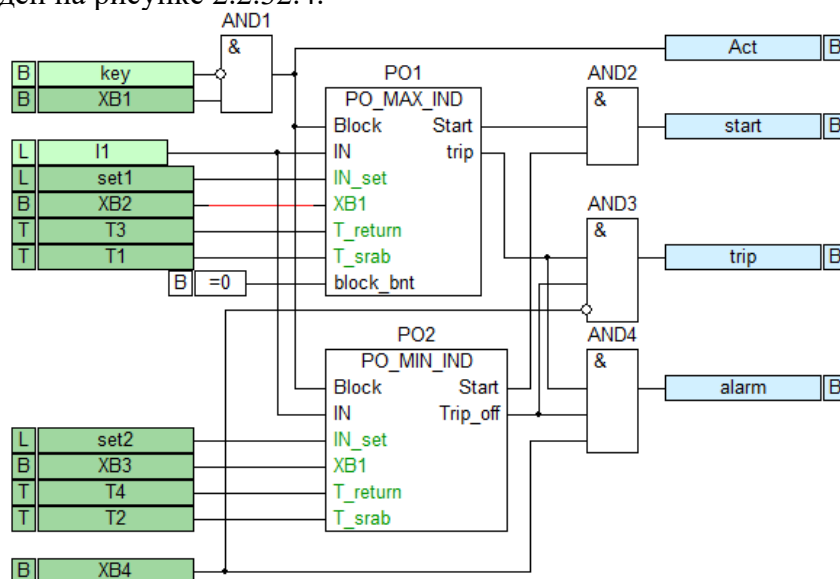 ден на рисунке 2.2.32.4.
AND1
&
B key
B XB1
Act B
PO1
PO_MAX_IND
Block Start
IN trip
IN_set
XB1
T_return
T_srab
block_bnt
L I1
L set1
B XB2
T T3
T T1
B =0
AND2
&
start B
AND3
&
trip B
PO2
PO_MIN_IND
Block Start
IN Trip_off
IN_set
XB1
T_return
T_srab
AND4
&
alarm B
L set2
B XB3
T T4
T T2
B XB4